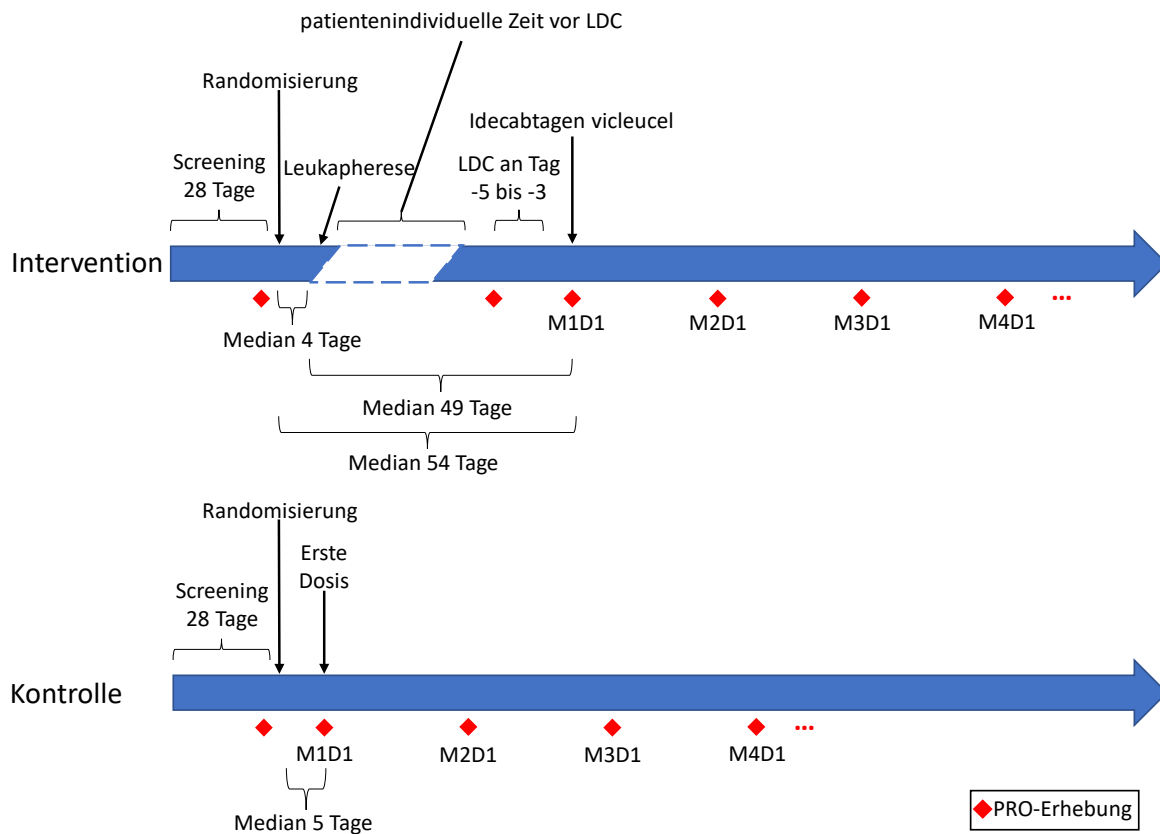 patientenindividuelle Zeit vor LDC
Randomisierung
Idecabtagen vicleucel
Screening
28 Tage
Leukapherese
LDC an Tag
-5 bis -3
Intervention
M1D1
M2D1
M3D1
M4D1
...
Median 4 Tage
Median 49 Tage
Median 54 Tage
Randomisierung
Erste
Dosis
Screening
28 Tage
Kontrolle
M1D1
M2D1
M3D1
M4D1
...
Median 5 Tage
PRO-Erhebung